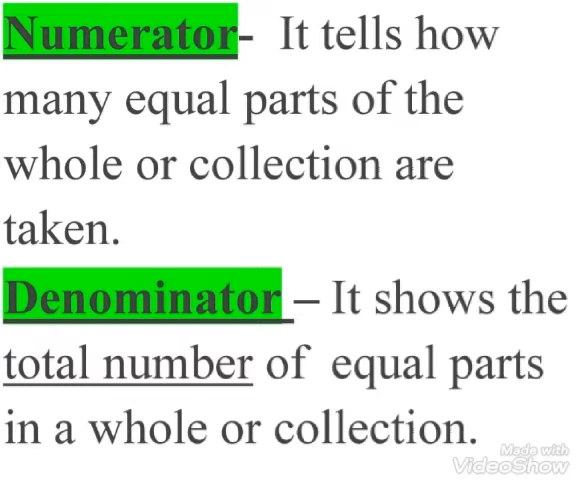 Numerator-  It tells how
many equal parts of the
whole or collection are
taken.
Denominator – It shows the
total number of  equal parts
in a whole or collection.
Made with
VideoShow